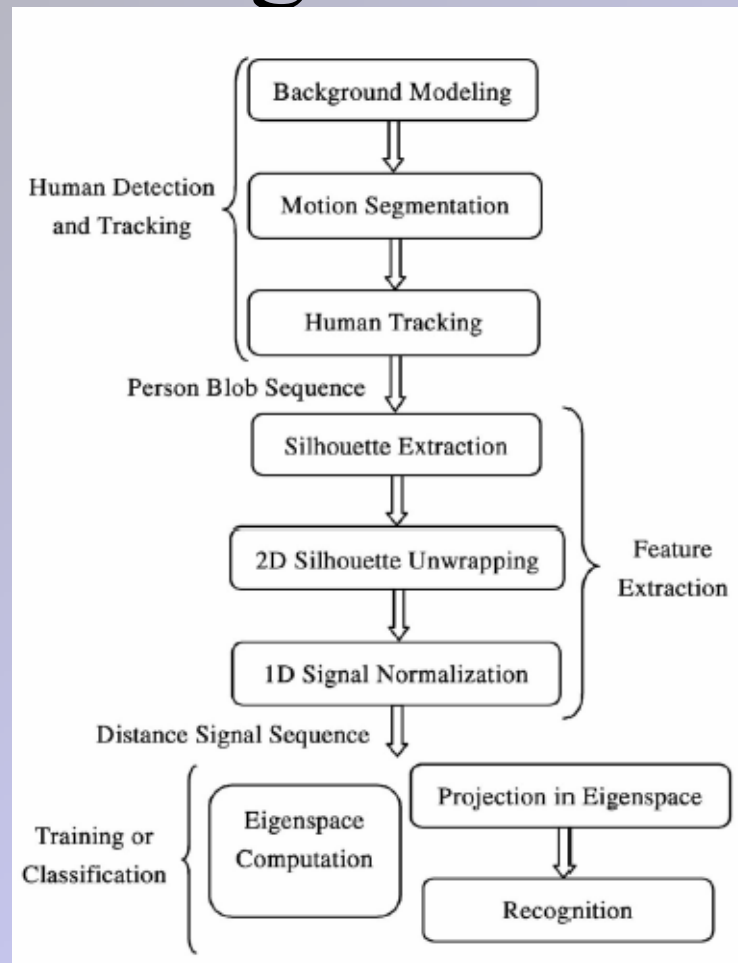 Background Modeling
Human Detection
and Tracking
Motion Segmentation
Human Tracking
Person Blob Sequence
Silhouette Extraction
2D Silhouette Unwrapping
Feature
Extraction
1D Signal Normalization
Distance Signal Sequence
Training or
Classification
Eigenspace
Computation
Projection in Eigenspace
Recognition